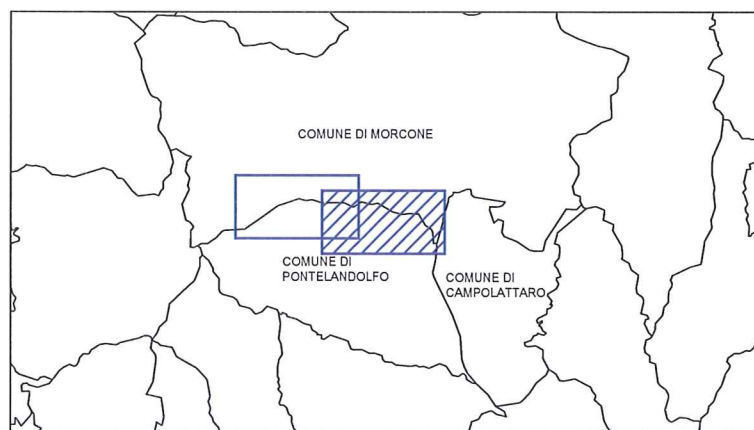 COMUNE DI MORCONE
COMUNE DI
PONTELANDOLFO
COMUNE DI
CAMPOLATTARO